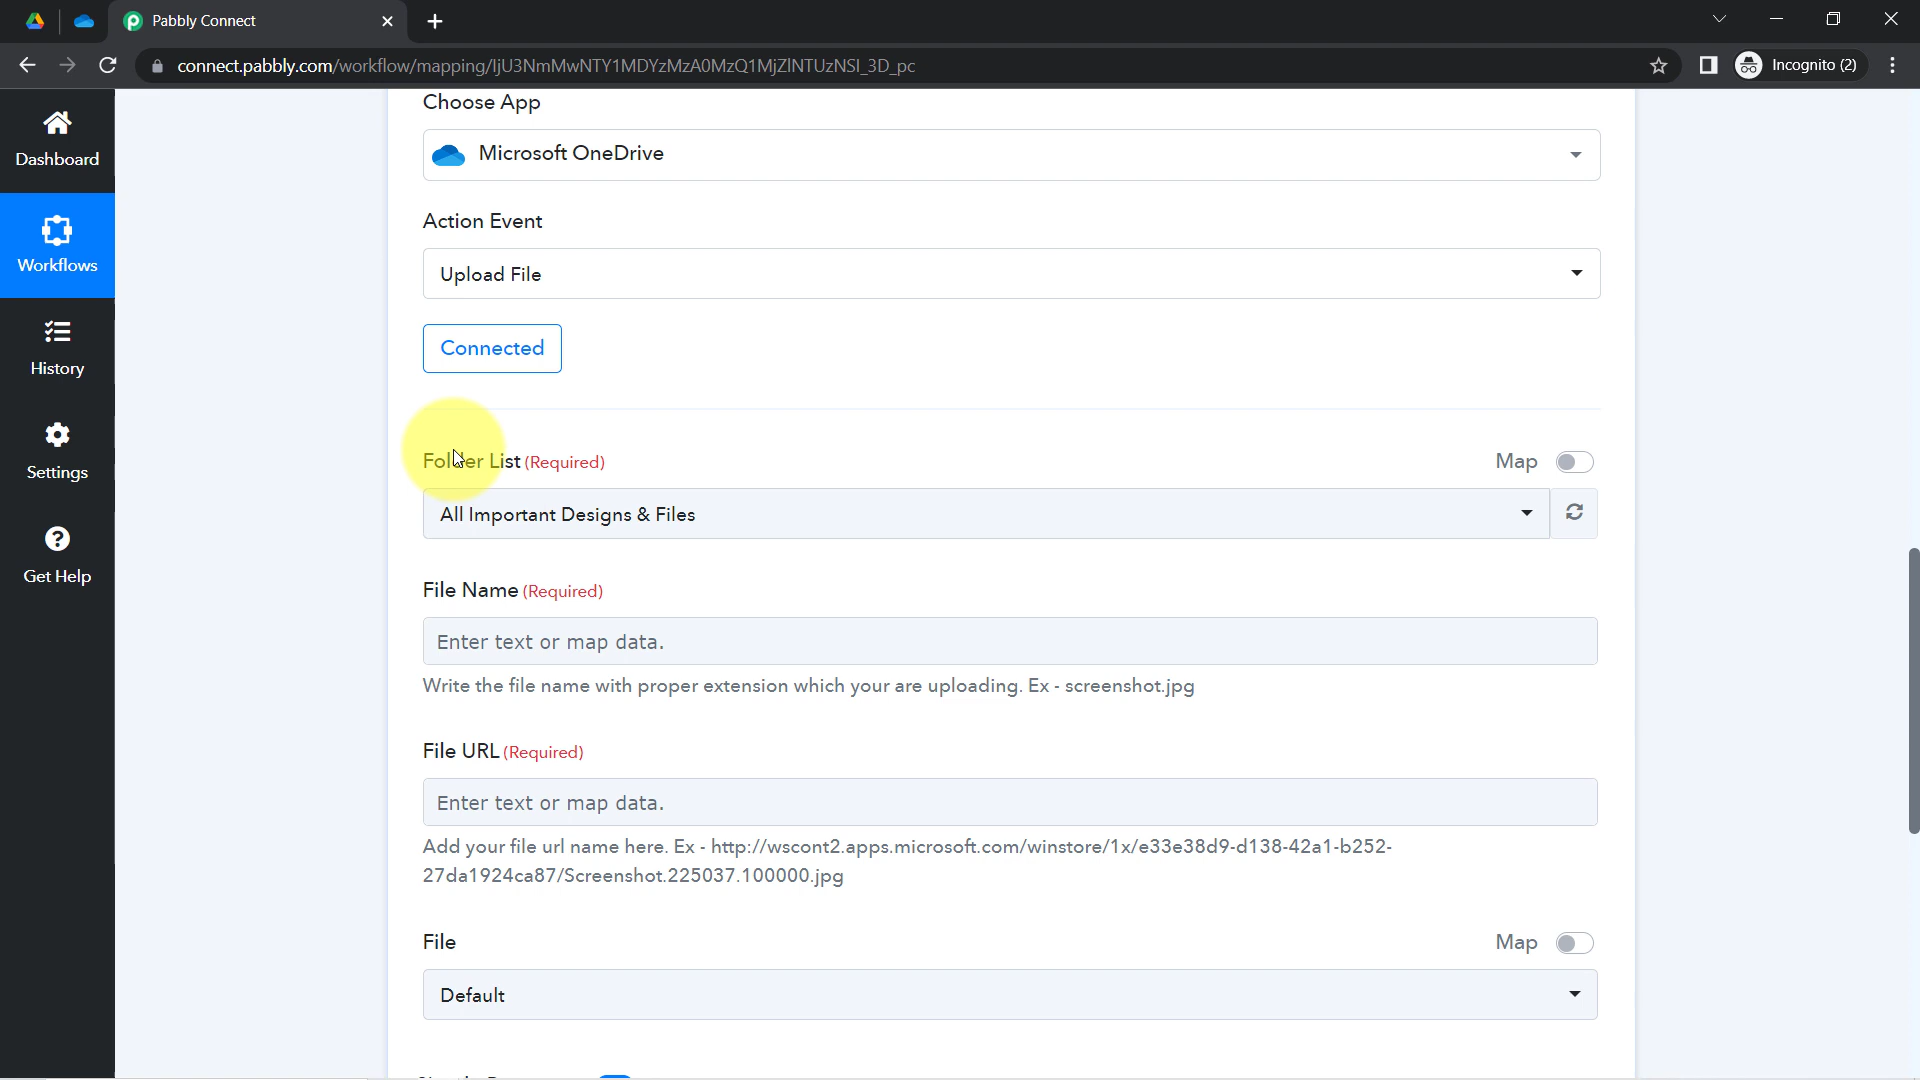 Pabbly Connect
connect.pabbly.com/workflow/mapping/IjU3NmMwNTY1MDYzMzA0MzQ1MjZlNTUzNSI_3D_pc
Incognito (2)
Dashboard
Workflows
History
Settings
Get Help
Choose App
Microsoft OneDrive
Action Event
Upload File
Connected
Folder List (Required)
Map
All Important Designs & Files
File Name (Required)
Enter text or map data.
Write the file name with proper extension which your are uploading. Ex - screenshot.jpg
File URL (Required)
Enter text or map data.
Add your file url name here. Ex - http://wscont2.apps.microsoft.com/winstore/1x/e33e38d9-d138-42a1-b252-
27da1924ca87/Screenshot.225037.100000.jpg
File
Map
Default